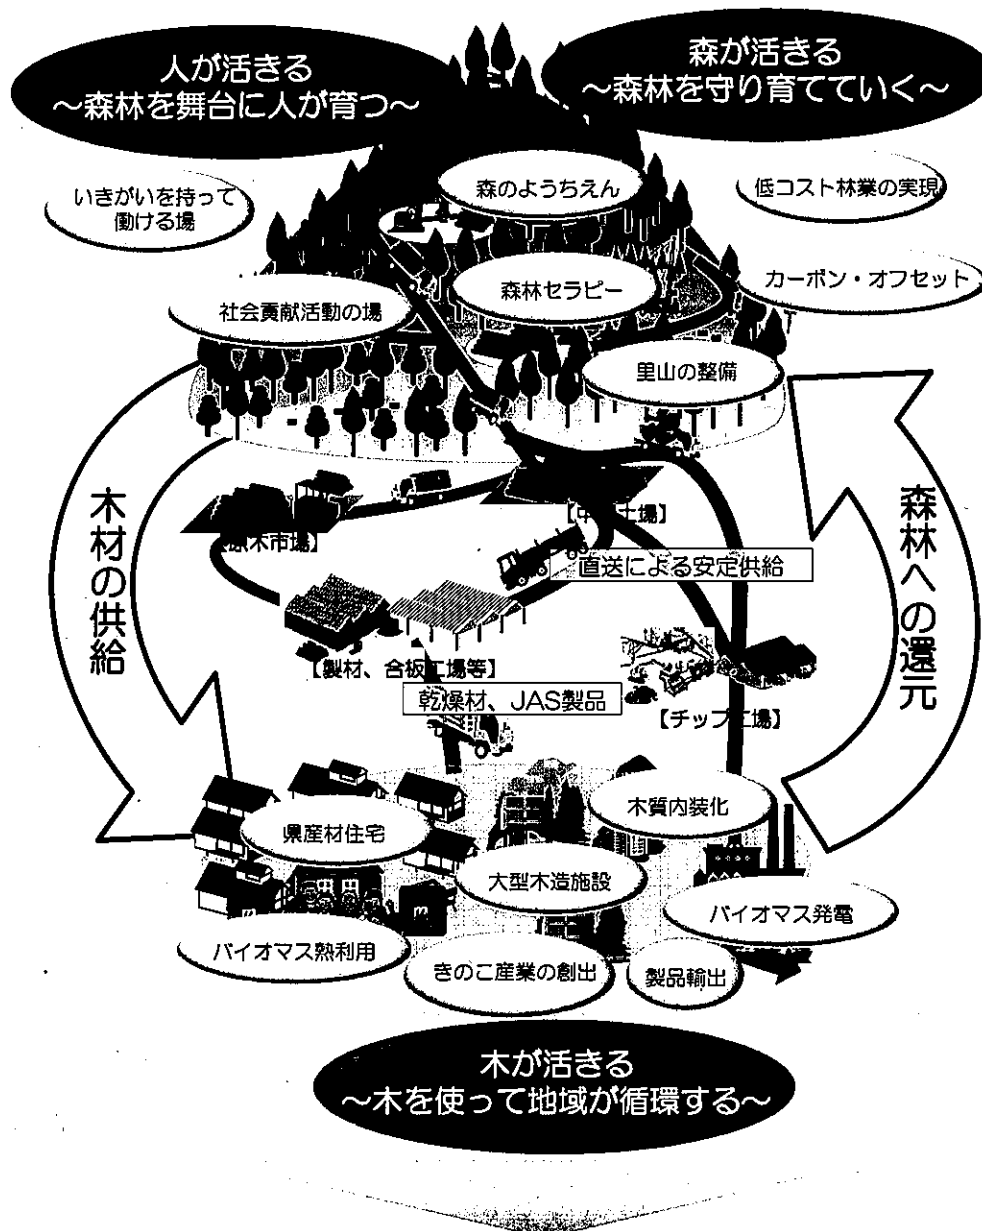 人が活きる
～森林を舞台に人が育つ～
森が活きる
～森林を守り育てていく～
いきがいを持って
働ける場
森のようちえん
低コスト林業の実現
社会貢献活動の場
森林セラピー
カーボン・オフセット
里山の整備
木材の供給
森林への還元
原木市場】
土場】
直送による安定供給
【製材、合板工場等】
乾燥材、JAS製品
【チップ工場】
県産材住宅
木質内装化
大型木造施設
バイオマス発電
バイオマス熱利用
きのこ産業の創出
製品輸出
木が活きる
～木を使って地域が循環する～